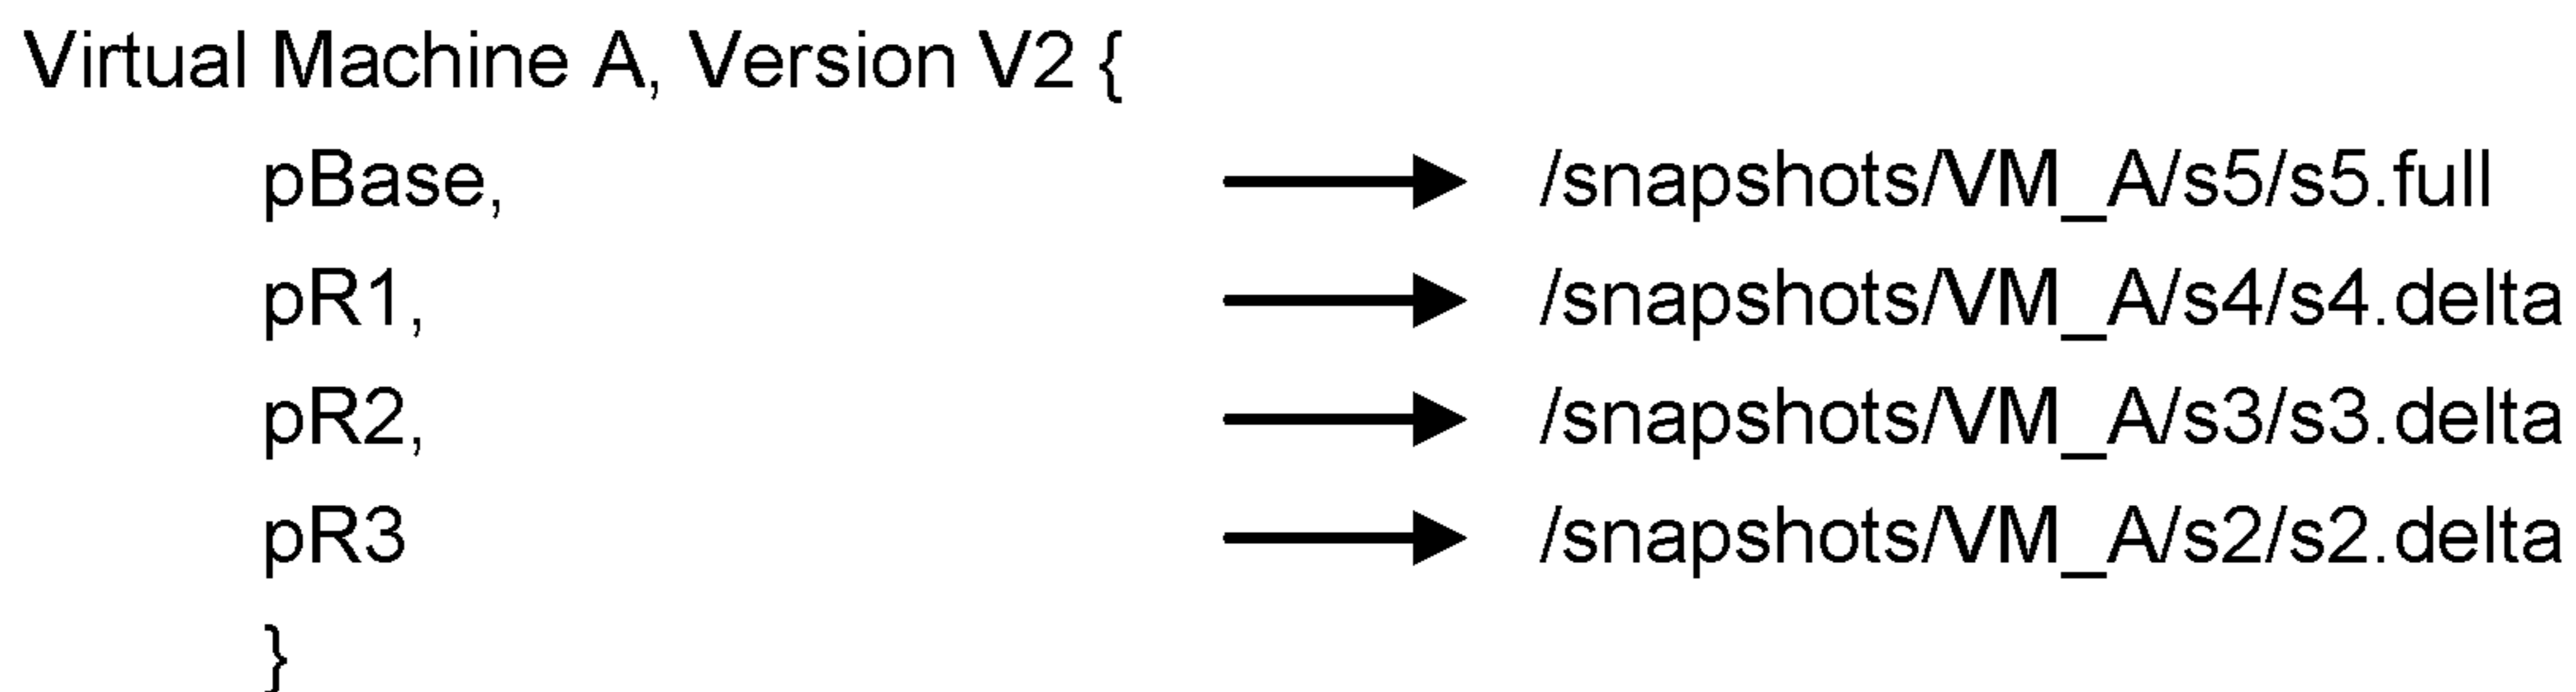 Virtual Machine A, Version V2 {
pBase, /snapshots/VM_A/s5/s5.full
pR1, /snapshots/VM_A/s4/s4.delta
pR2, /snapshots/VM_A/s3/s3.delta
pR3 /snapshots/VM_A/s2/s2.delta
}